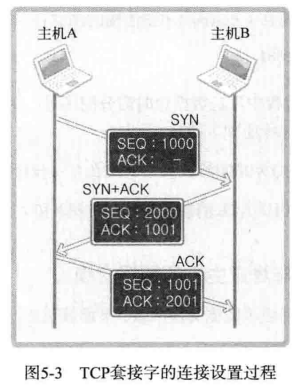 主机A
主机B
SYN
SEQ：1000
ACK： –
SYN+ACK
SEQ：2000
ACK：1001
ACK
SEQ：1001
ACK：2001
图5-3 TCP套接字的连接设置过程